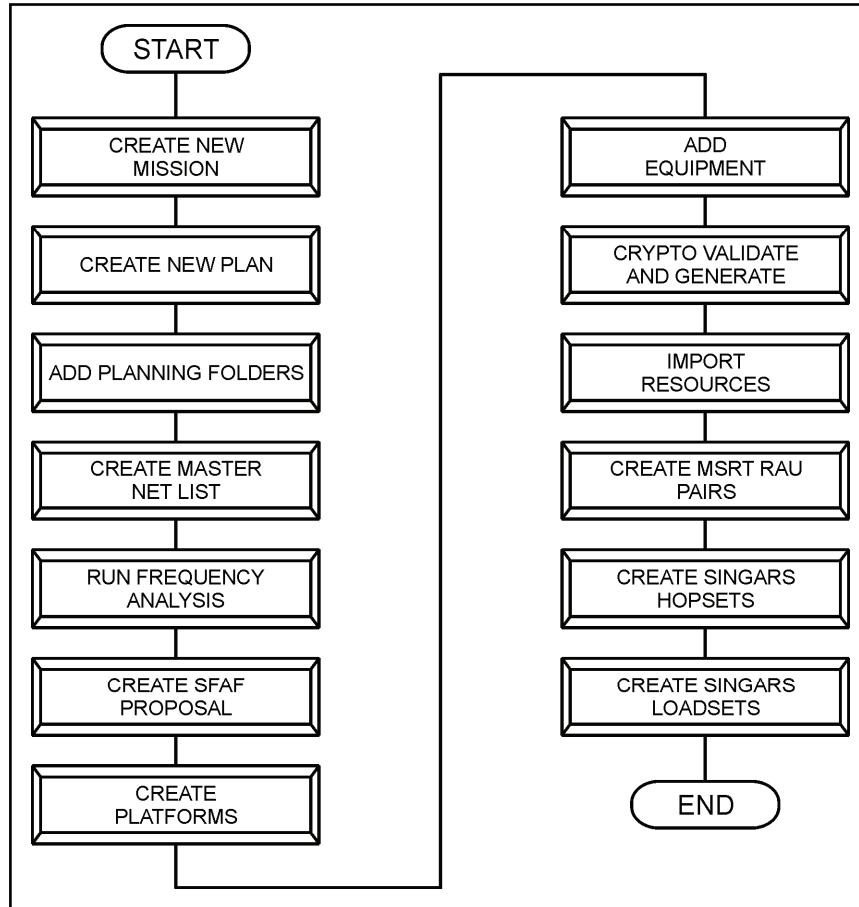 START
CREATE NEW
MISSION
CREATE NEW PLAN
ADD PLANNING FOLDERS
CREATE MASTER
NET LIST
RUN FREQUENCY
ANALYSIS
CREATE SFAF
PROPOSAL
CREATE
PLATFORMS
ADD
EQUIPMENT
CRYPTO VALIDATE
AND GENERATE
IMPORT
RESOURCES
CREATE MSRT RAU
PAIRS
CREATE SINGARS
HOPSETS
CREATE SINGARS
LOADSETS
END